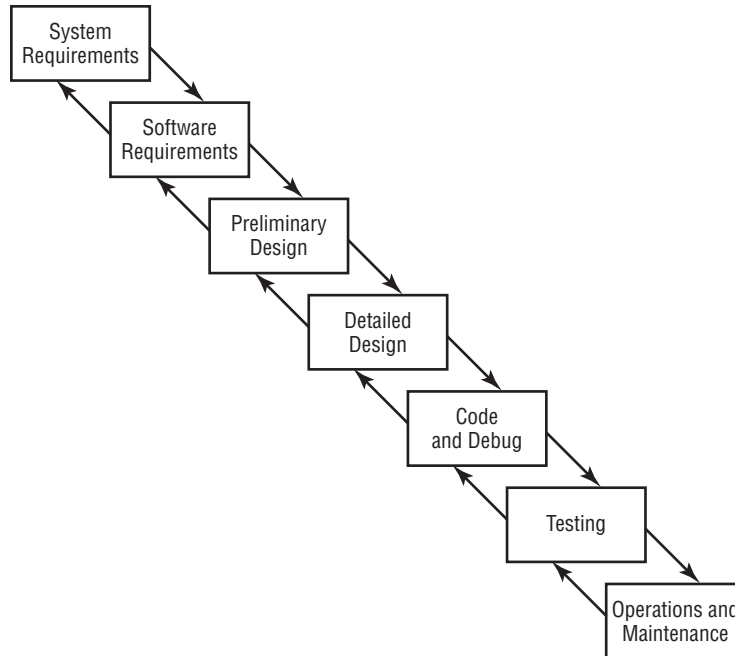 System
Requirements
Software
Requirements
Preliminary
Design
Detailed
Design
Code
and Debug
Testing
Operations and
Maintenance